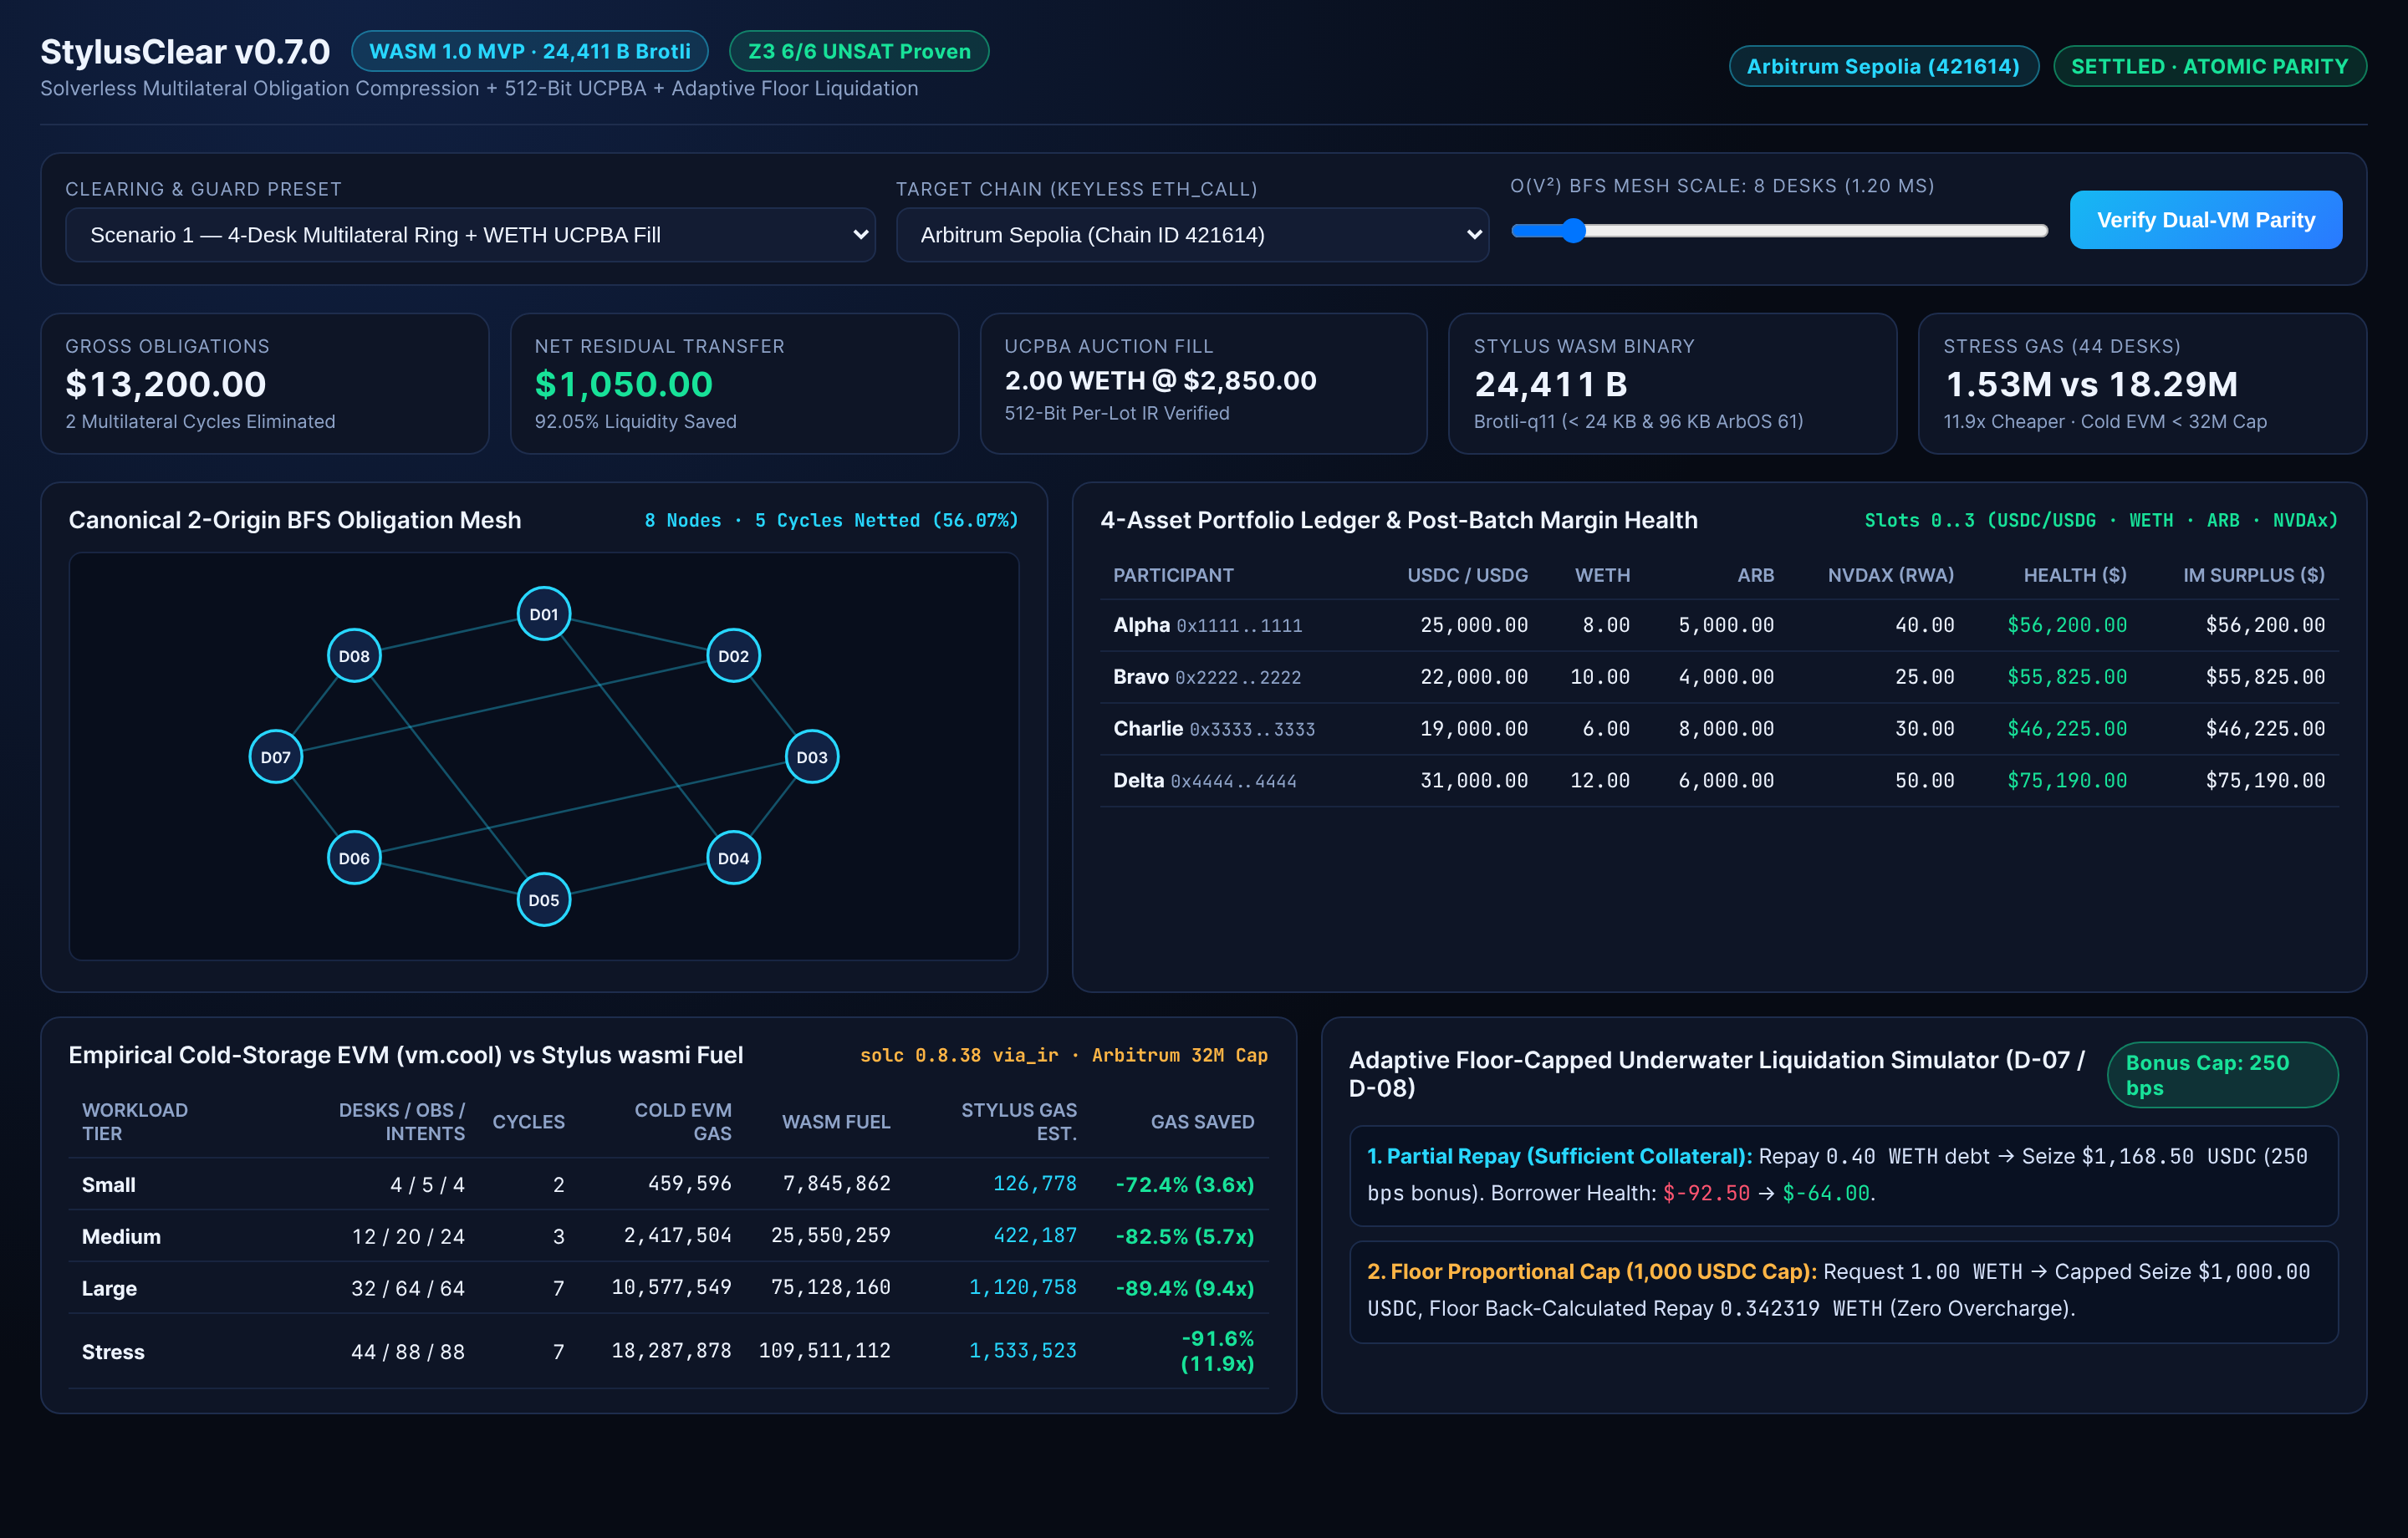 StylusClear v0.7.0
WASM 1.0 MVP · 24,411 B Brotli
Z3 6/6 UNSAT Proven
Solverless Multilateral Obligation Compression + 512-Bit UCPBA + Adaptive Floor Liquidation
Arbitrum Sepolia (421614)
SETTLED · ATOMIC PARITY
CLEARING & GUARD PRESET
Scenario 1 — 4-Desk Multilateral Ring + WETH UCPBA Fill
TARGET CHAIN (KEYLESS ETH_CALL)
Arbitrum Sepolia (Chain ID 421614)
O(V²) BFS MESH SCALE: 8 DESKS (1.20 MS)
Verify Dual-VM Parity
GROSS OBLIGATIONS
$13,200.00
2 Multilateral Cycles Eliminated
NET RESIDUAL TRANSFER
$1,050.00
92.05% Liquidity Saved
UCPBA AUCTION FILL
2.00 WETH @ $2,850.00
512-Bit Per-Lot IR Verified
STYLUS WASM BINARY
24,411 B
Brotli-q11 (< 24 KB & 96 KB ArbOS 61)
STRESS GAS (44 DESKS)
1.53M vs 18.29M
11.9x Cheaper · Cold EVM < 32M Cap
Canonical 2-Origin BFS Obligation Mesh
8 Nodes · 5 Cycles Netted (56.07%)
D01
D08
D02
D07
D03
D06
D04
D05
4-Asset Portfolio Ledger & Post-Batch Margin Health
Slots 0..3 (USDC/USDG · WETH · ARB · NVDAx)
PARTICIPANT USDC / USDG WETH ARB NVDAX (RWA) HEALTH ($) IM SURPLUS ($)
Alpha 0x1111..1111 25,000.00 8.00 5,000.00 40.00 $56,200.00 $56,200.00
Bravo 0x2222..2222 22,000.00 10.00 4,000.00 25.00 $55,825.00 $55,825.00
Charlie 0x3333..3333 19,000.00 6.00 8,000.00 30.00 $46,225.00 $46,225.00
Delta 0x4444..4444 31,000.00 12.00 6,000.00 50.00 $75,190.00 $75,190.00
Empirical Cold-Storage EVM (vm.cool) vs Stylus wasmi Fuel
solc 0.8.38 via_ir · Arbitrum 32M Cap
WORKLOAD TIER DESKS / OBS / INTENTS CYCLES COLD EVM GAS WASM FUEL STYLUS GAS EST. GAS SAVED
Small 4 / 5 / 4 2 459,596 7,845,862 126,778 -72.4% (3.6x)
Medium 12 / 20 / 24 3 2,417,504 25,550,259 422,187 -82.5% (5.7x)
Large 32 / 64 / 64 7 10,577,549 75,128,160 1,120,758 -89.4% (9.4x)
Stress 44 / 88 / 88 7 18,287,878 109,511,112 1,533,523 -91.6% (11.9x)
Adaptive Floor-Capped Underwater Liquidation Simulator (D-07 /
D-08)
Bonus Cap: 250
bps
1. Partial Repay (Sufficient Collateral): Repay 0.40 WETH debt → Seize $1,168.50 USDC (250
bps bonus). Borrower Health: $-92.50 → $-64.00.
2. Floor Proportional Cap (1,000 USDC Cap): Request 1.00 WETH → Capped Seize $1,000.00
USDC, Floor Back-Calculated Repay 0.342319 WETH (Zero Overcharge).